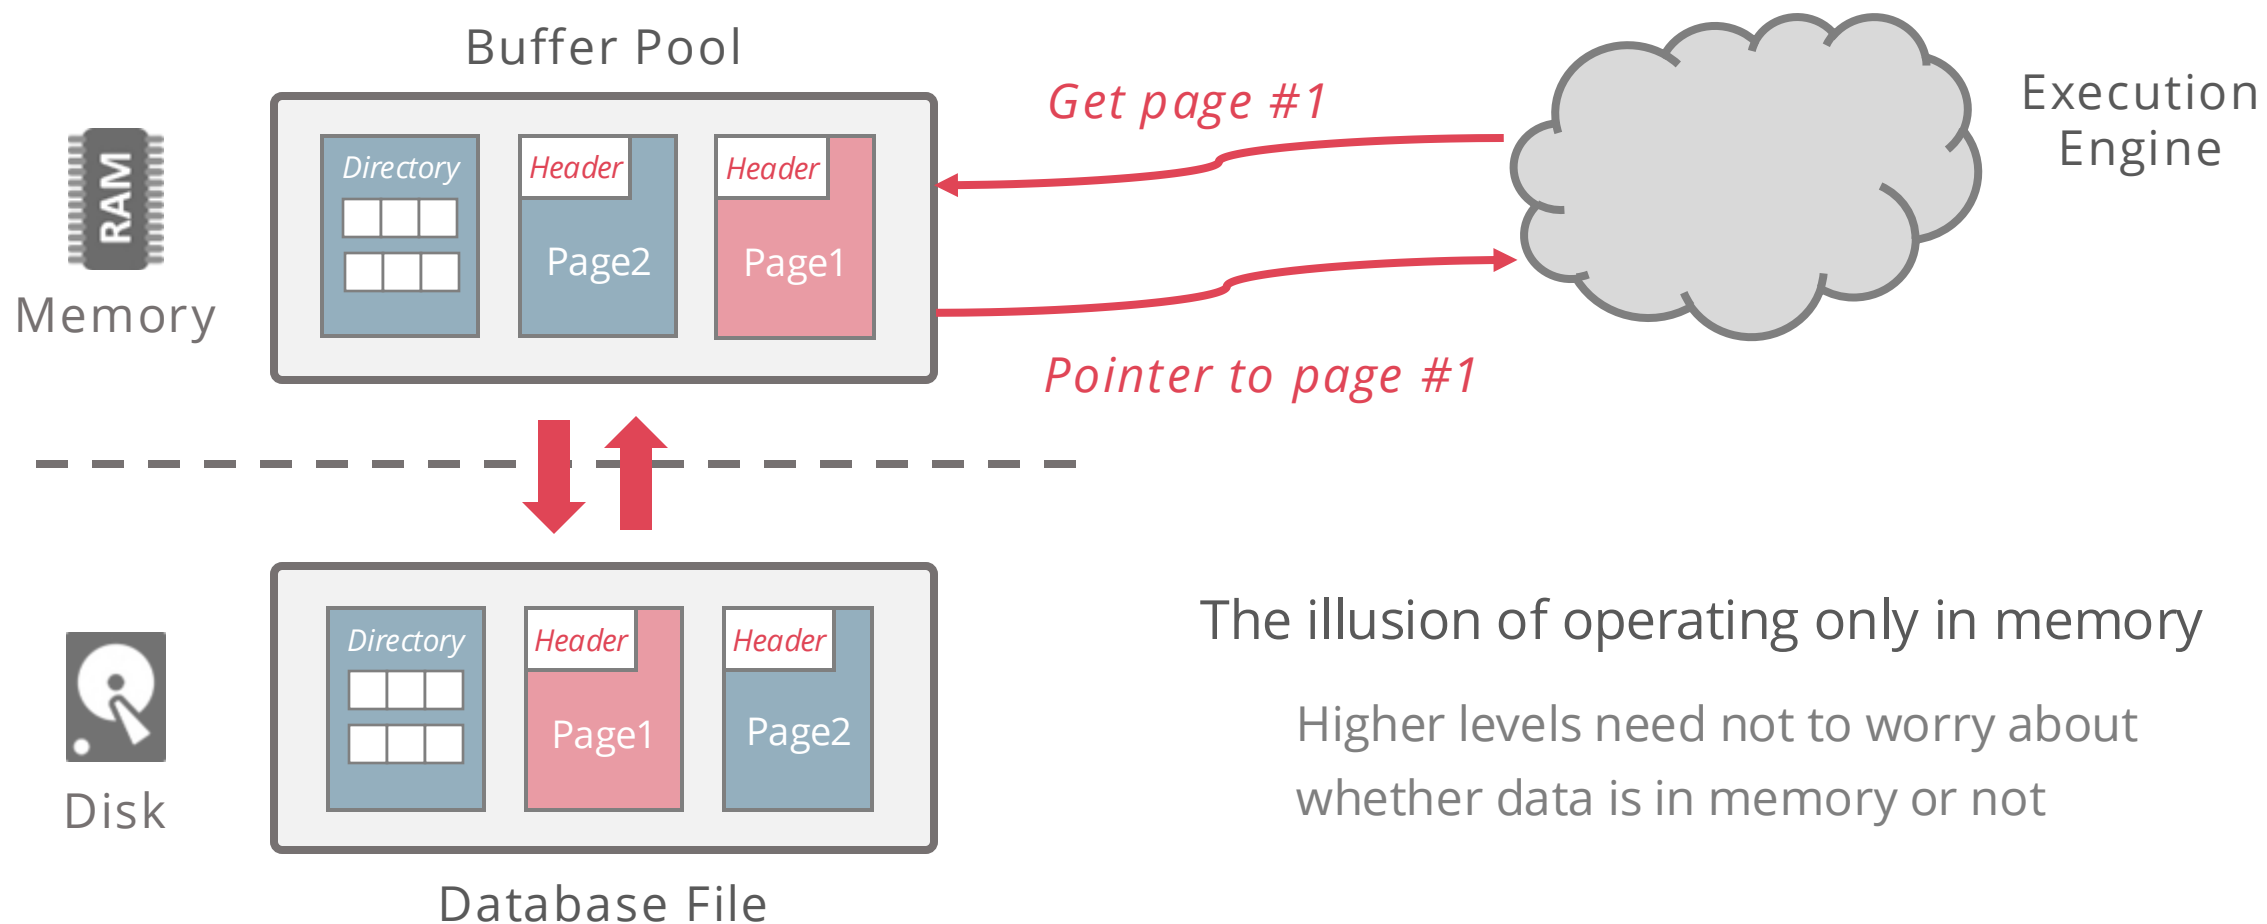 Buffer Pool
Get page #1
Execution
Engine
RAM
Directory
Header
Header
Page2
Page1
Memory
Pointer to page #1
Directory
Header
Header
Page1
Page2
Disk
Database File
The illusion of operating only in memory
Higher levels need not to worry about
whether data is in memory or not